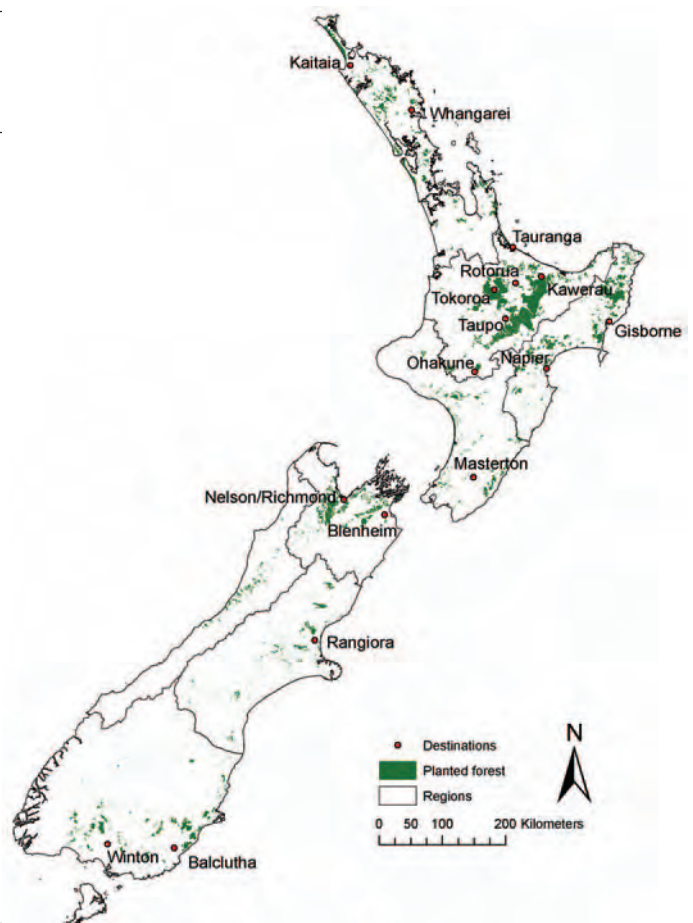 Kaitaia
Whangarei
Tauranga
Rotorua
Tokoroa
Kawerau
Taupo
Gisborne
Ohakune
Napier
Masterton
Nelson/Richmond
Blenheim
Rangiora
N
Destinations
Planted forest
Regions
0 50 100 200 Kilometers
Winton
Balclutha